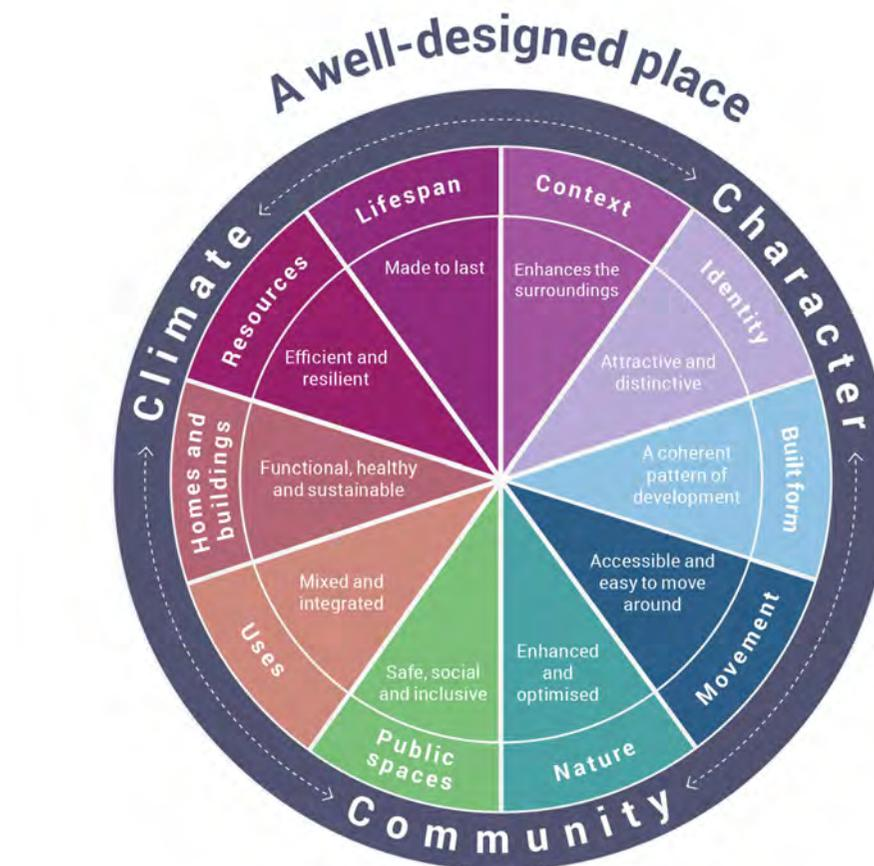 A well-designed place
Climate
Character
Community
Context
Enhances the
surroundings
Identity
Attractive and
distinctive
Built form
A coherent
pattern of
development
Movement
Accessible and
easy to move
around
Nature
Enhanced
and
optimised
Public
spaces
Safe, social
and inclusive
Uses
Mixed and
integrated
Homes and
buildings
Functional, healthy
and sustainable
Resources
Efficient and
resilient
Lifespan
Made to last